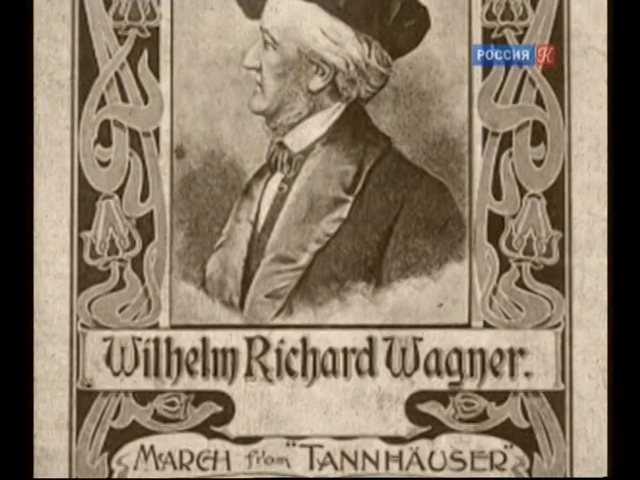 РОССИЯ К
Wilhelm Richard Wagner.
MARCH from "TANNHÄUSER"